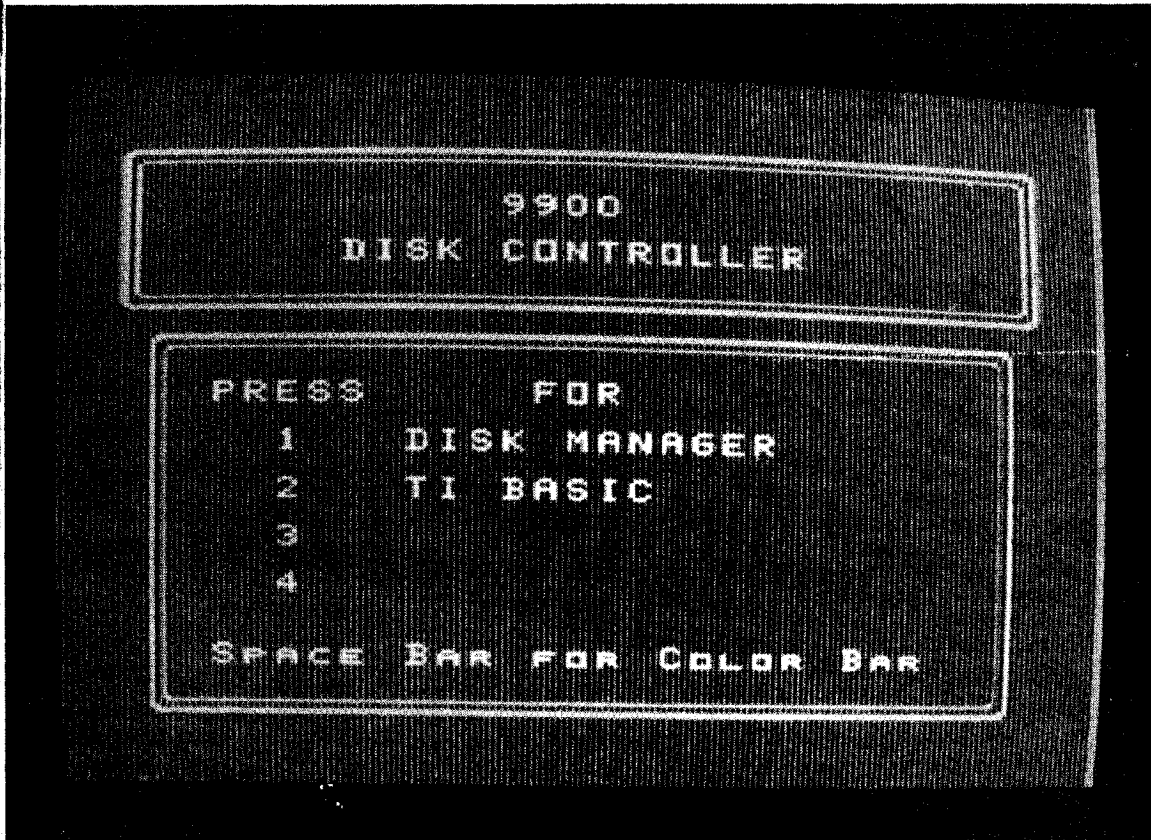 9900
DISK CONTROLLER
PRESS FOR
1 DISK MANAGER
2 TI BASIC
3
4
SPACE BAR FOR COLOR BAR